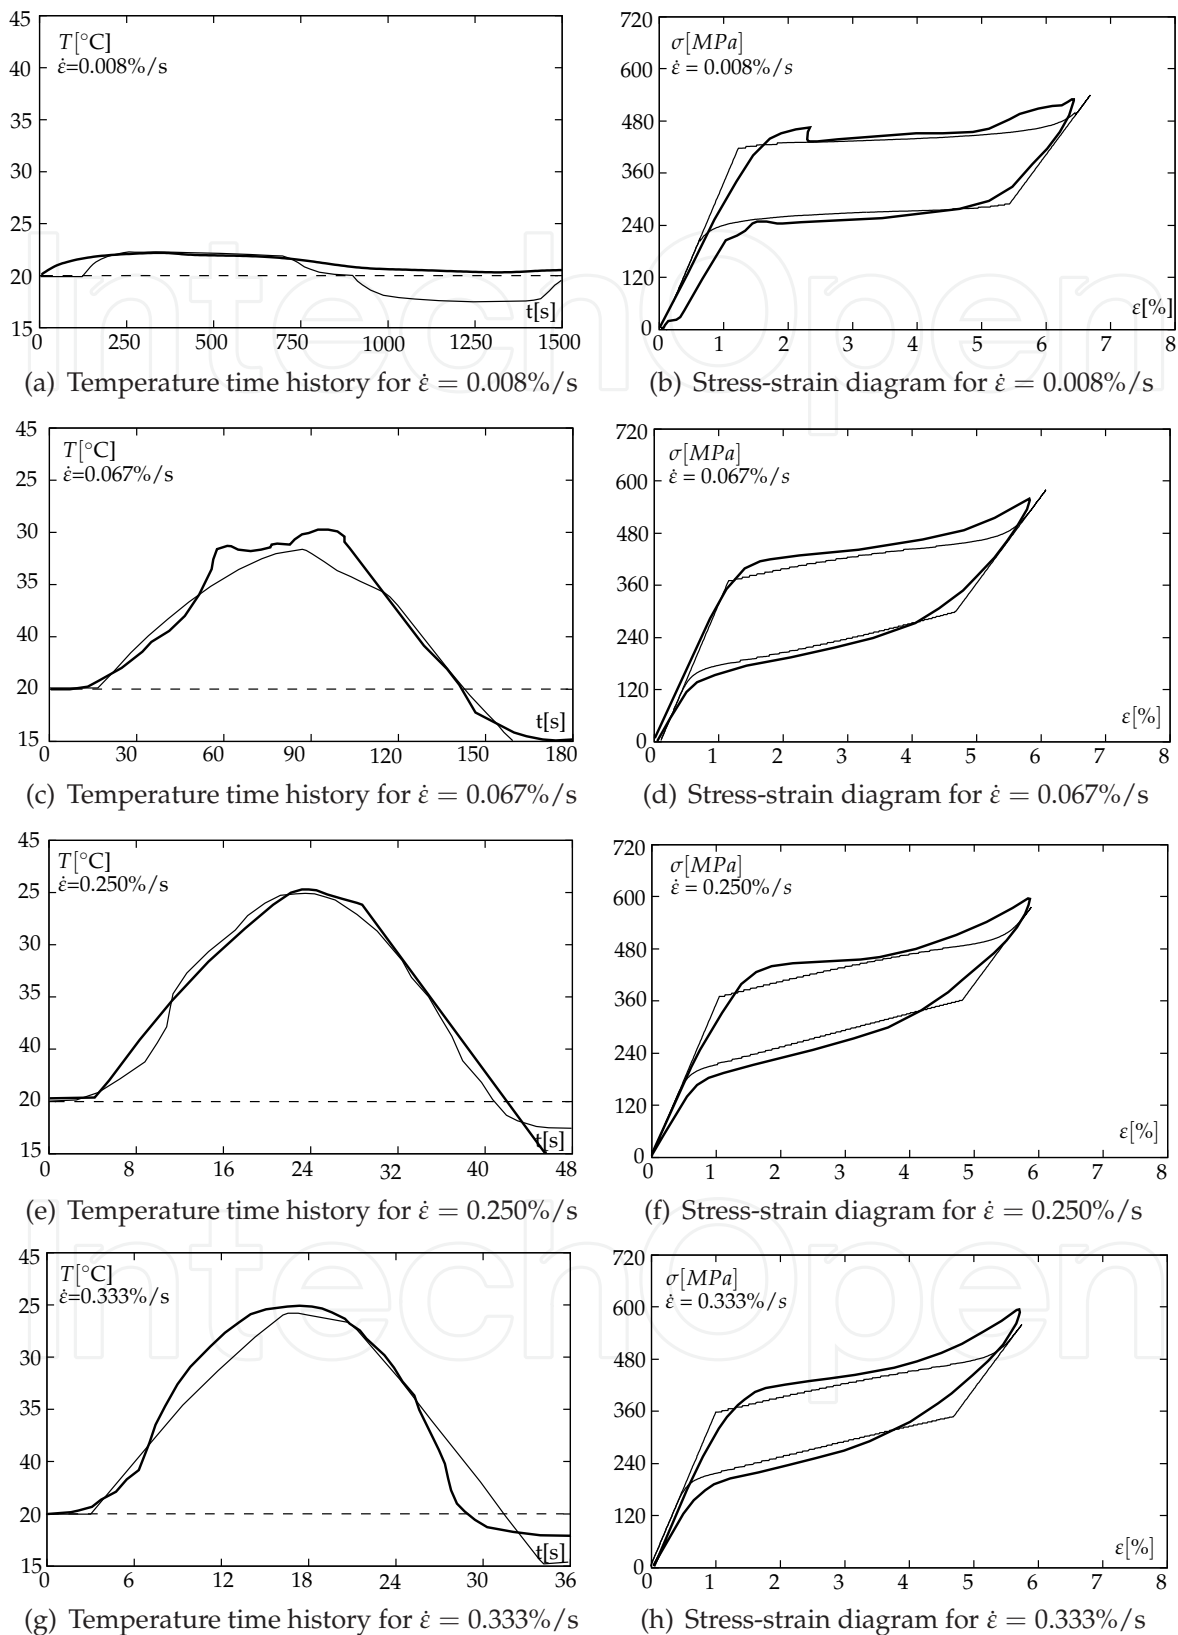 45
40
35
30
25
20
15
T[°C]
ε̇=0.008%/s
t[s]
0 250 500 750 1000 1250 1500
(a) Temperature time history for ε̇ = 0.008%/s
720
600
480
360
240
120
0
σ[MPa]
ε̇ = 0.008%/s
ε[%]
0 1 2 3 4 5 6 7 8
(b) Stress-strain diagram for ε̇ = 0.008%/s
45
25
30
35
40
20
15
T[°C]
ε̇=0.067%/s
t[s]
0 30 60 90 120 150 180
(c) Temperature time history for ε̇ = 0.067%/s
720
600
480
360
240
120
0
σ[MPa]
ε̇ = 0.067%/s
ε[%]
0 1 2 3 4 5 6 7 8
(d) Stress-strain diagram for ε̇ = 0.067%/s
45
25
30
35
40
20
15
T[°C]
ε̇=0.250%/s
t[s]
0 8 16 24 32 40 48
(e) Temperature time history for ε̇ = 0.250%/s
720
600
480
360
240
120
0
σ[MPa]
ε̇ = 0.250%/s
ε[%]
0 1 2 3 4 5 6 7 8
(f) Stress-strain diagram for ε̇ = 0.250%/s
45
25
30
35
40
20
15
T[°C]
ε̇=0.333%/s
t[s]
0 6 12 18 24 30 36
(g) Temperature time history for ε̇ = 0.333%/s
720
600
480
360
240
120
0
σ[MPa]
ε̇ = 0.333%/s
ε[%]
0 1 2 3 4 5 6 7 8
(h) Stress-strain diagram for ε̇ = 0.333%/s
IntechOpen
IntechOpen